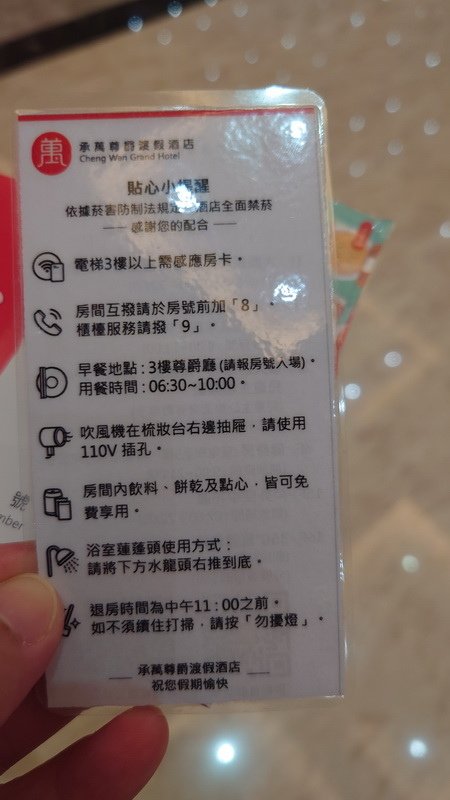 萬
承萬尊爵渡假酒店
Cheng Wan Grand Hotel
貼心小提醒
依據菸害防制法規定 酒店全面禁菸
感謝您的配合
電梯3樓以上需感應房卡。
房間互撥請於房號前加「8」。
櫃檯服務請撥「9」。
早餐地點:3樓尊爵廳(請報房號入場)。
用餐時間:06:30~10:00。
吹風機在梳妝台右邊抽屜,請使用
110V 插孔。
房間內飲料、餅乾及點心,皆可免
費享用。
浴室蓮蓬頭使用方式:
請將下方水龍頭右推到底。
退房時間為中午11:00之前。
如不須續住打掃,請按「勿擾燈」。
承萬尊爵渡假酒店
祝您假期愉快
號
mber